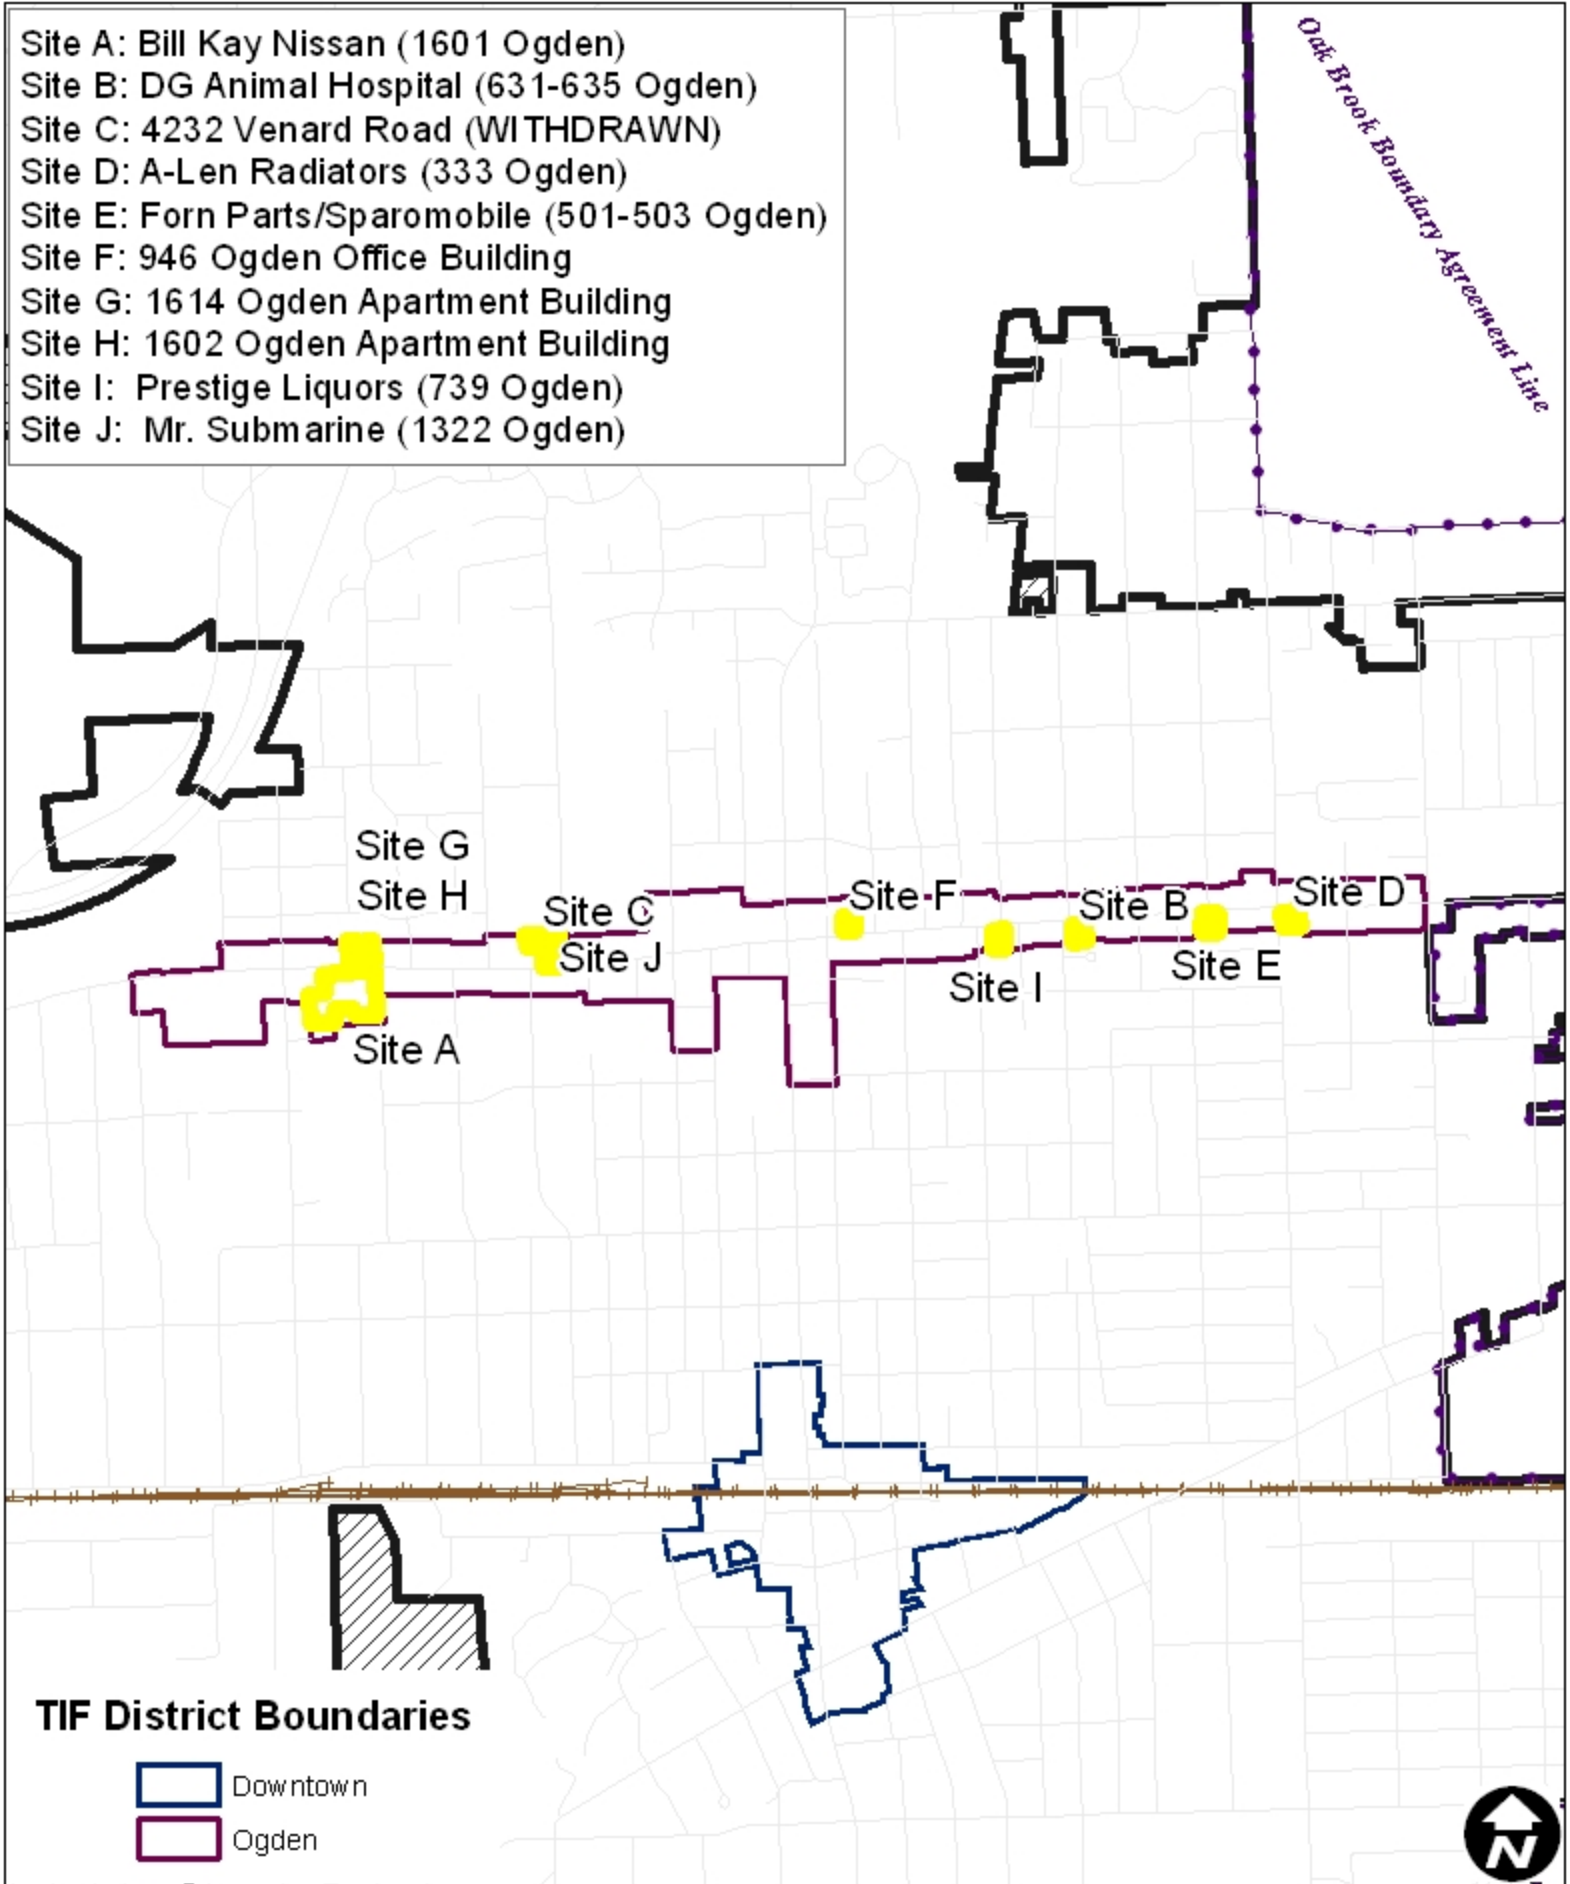 Site A: Bill Kay Nissan (1601 Ogden)
Site B: DG Animal Hospital (631-635 Ogden)
Site C: 4232 Venard Road (WITHDRAWN)
Site D: A-Len Radiators (333 Ogden)
Site E: Forn Parts/Sparomobile (501-503 Ogden)
Site F: 946 Ogden Office Building
Site G: 1614 Ogden Apartment Building
Site H: 1602 Ogden Apartment Building
Site I: Prestige Liquors (739 Ogden)
Site J: Mr. Submarine (1322 Ogden)
Oak Brook Boundary Agreement Line
Site G
Site H
Site C
Site J
Site F
Site B
Site D
Site I
Site E
Site A
TIF District Boundaries
Downtown
Ogden
N